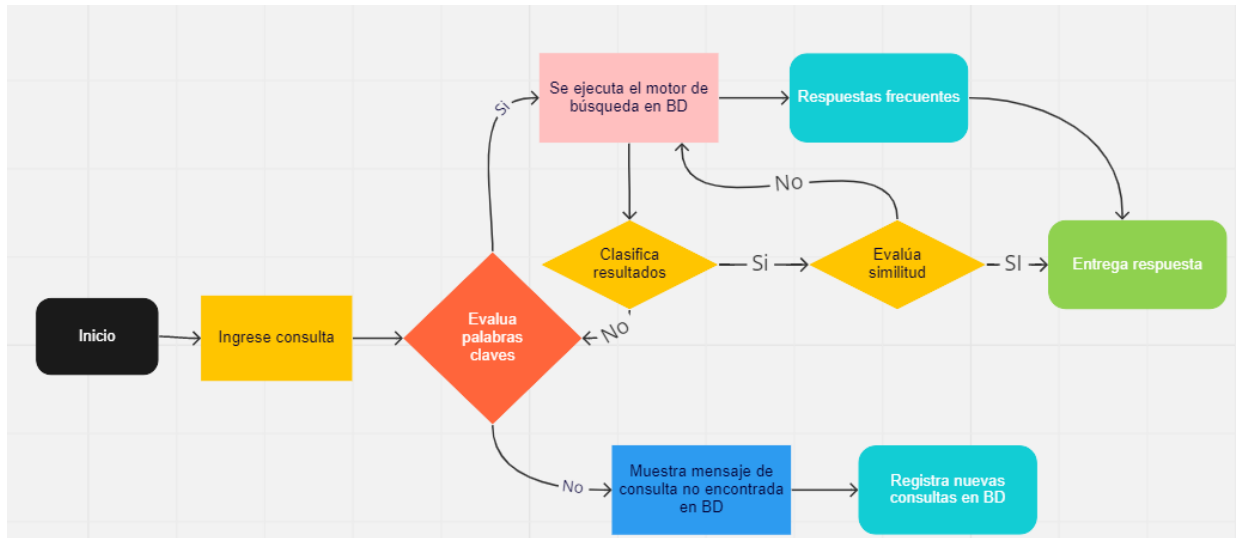 Se ejecuta el motor de
búsqueda en BD
Respuestas frecuentes
Si
No
Clasifica
resultados
Si
Evalúa
similitud
SI
Entrega respuesta
Inicio
Ingrese consulta
Evalua
palabras
claves
No
No
Muestra mensaje de
consulta no encontrada
en BD
Registra nuevas
consultas en BD